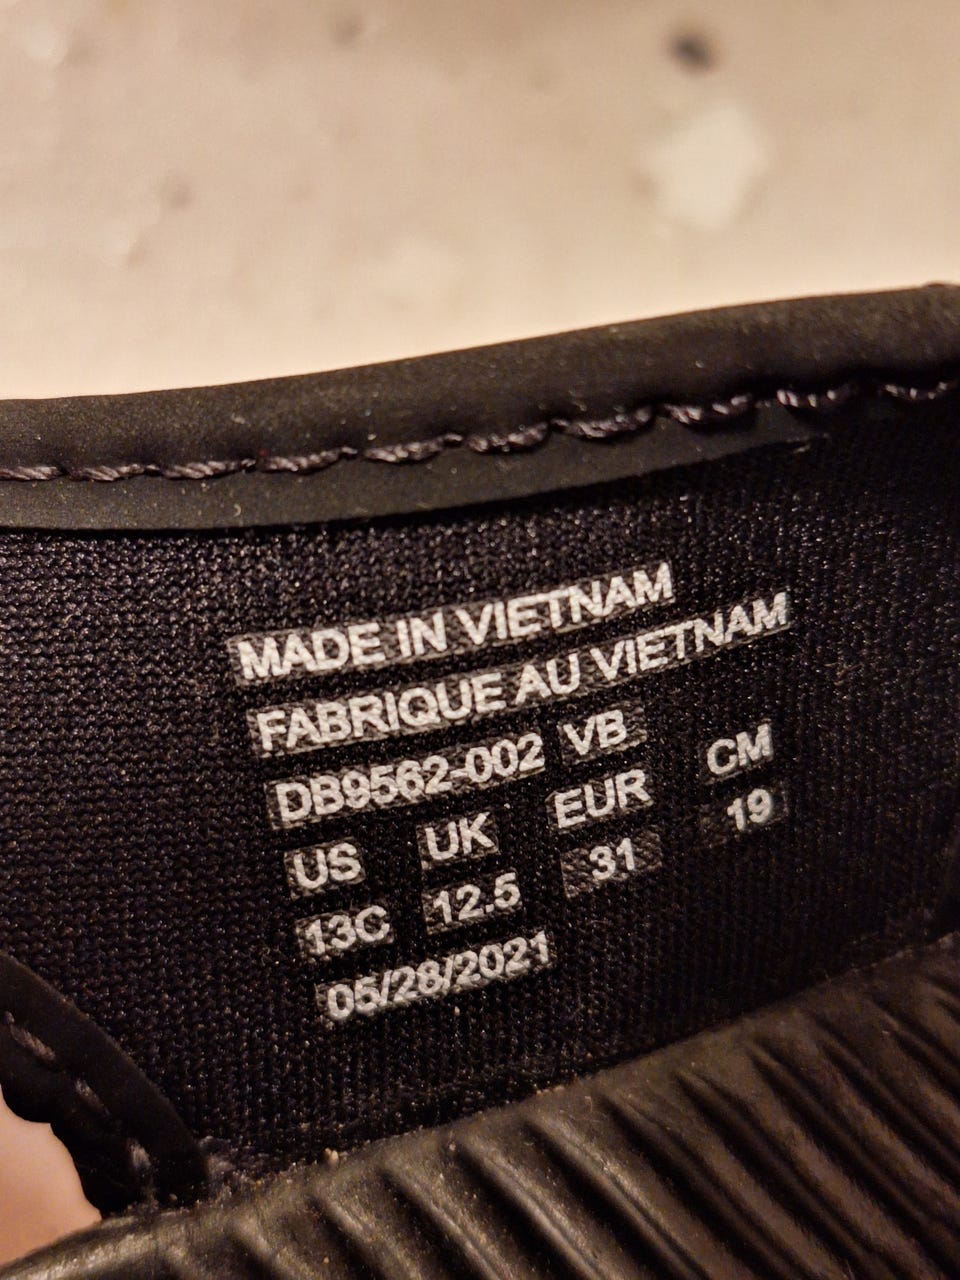 MADE IN VIETNAM
FABRIQUE AU VIETNAM
DB9562-002 VB
US UK EUR CM
13C 12.5 31 19
05/28/2021